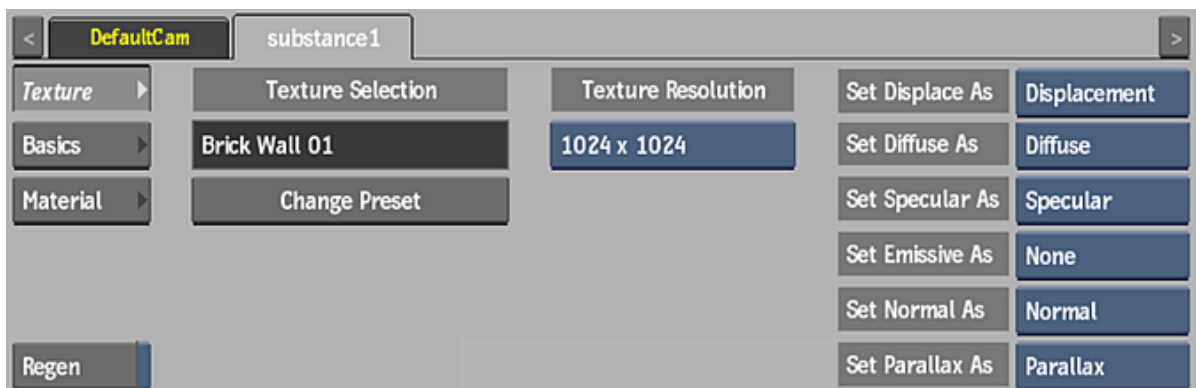 < DefaultCam substance1 >
Texture Texture Selection Texture Resolution Set Displace As Displacement
Basics Brick Wall 01 1024 x 1024 Set Diffuse As Diffuse
Material Change Preset Set Specular As Specular
Set Emissive As None
Set Normal As Normal
Regen Set Parallax As Parallax